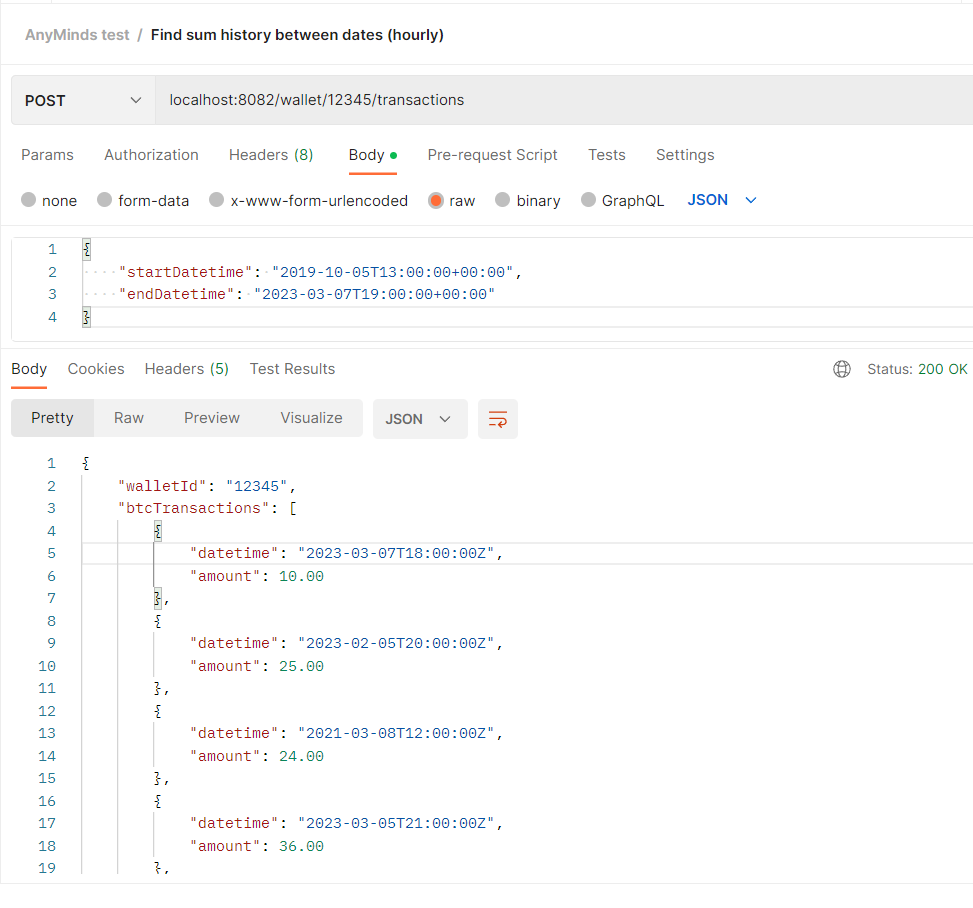 AnyMinds test / Find sum history between dates (hourly)
POST localhost:8082/wallet/12345/transactions
Params Authorization Headers (8) Body Pre-request Script Tests Settings
none form-data x-www-form-urlencoded raw binary GraphQL JSON
1 {
2 ····"startDatetime":·"2019-10-05T13:00:00+00:00",
3 ····"endDatetime":·"2023-03-07T19:00:00+00:00"
4 }
Body Cookies Headers (5) Test Results Status: 200 OK
Pretty Raw Preview Visualize JSON
1 {
2 "walletId": "12345",
3 "btcTransactions": [
4 {
5 "datetime": "2023-03-07T18:00:00Z",
6 "amount": 10.00
7 },
8 {
9 "datetime": "2023-02-05T20:00:00Z",
10 "amount": 25.00
11 },
12 {
13 "datetime": "2021-03-08T12:00:00Z",
14 "amount": 24.00
15 },
16 {
17 "datetime": "2023-03-05T21:00:00Z",
18 "amount": 36.00
19 },